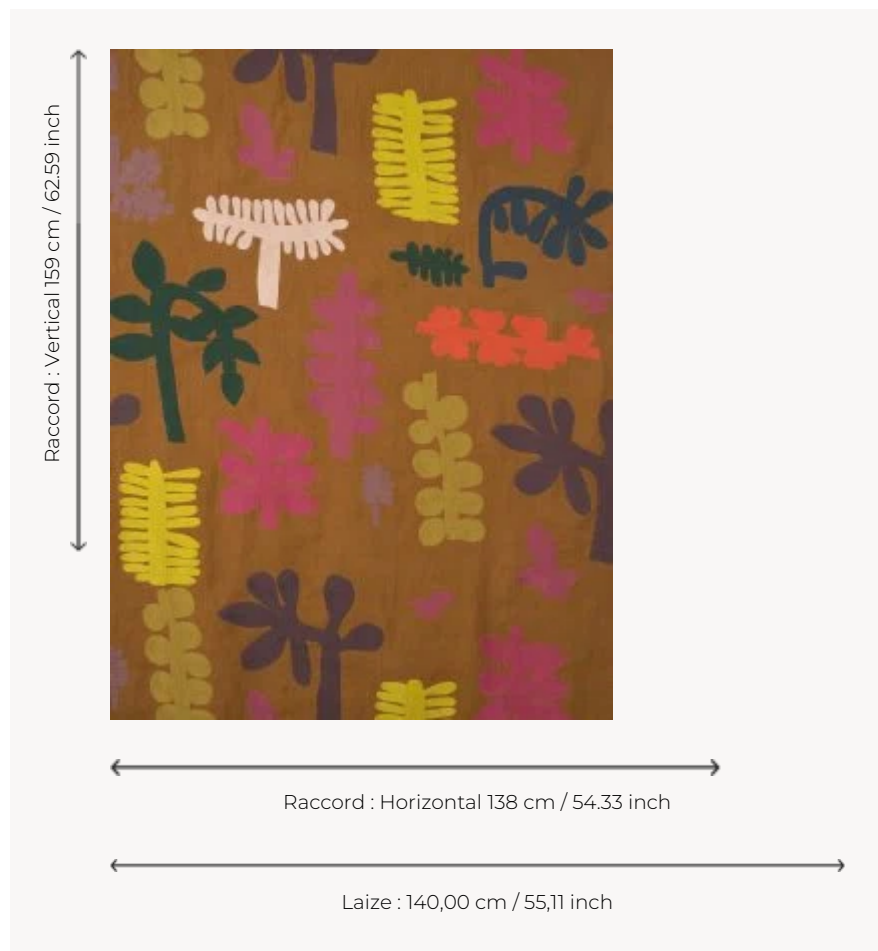 Raccord : Vertical 159 cm / 62.59 inch
Raccord : Horizontal 138 cm / 54.33 inch
Laize : 140,00 cm / 55,11 inch